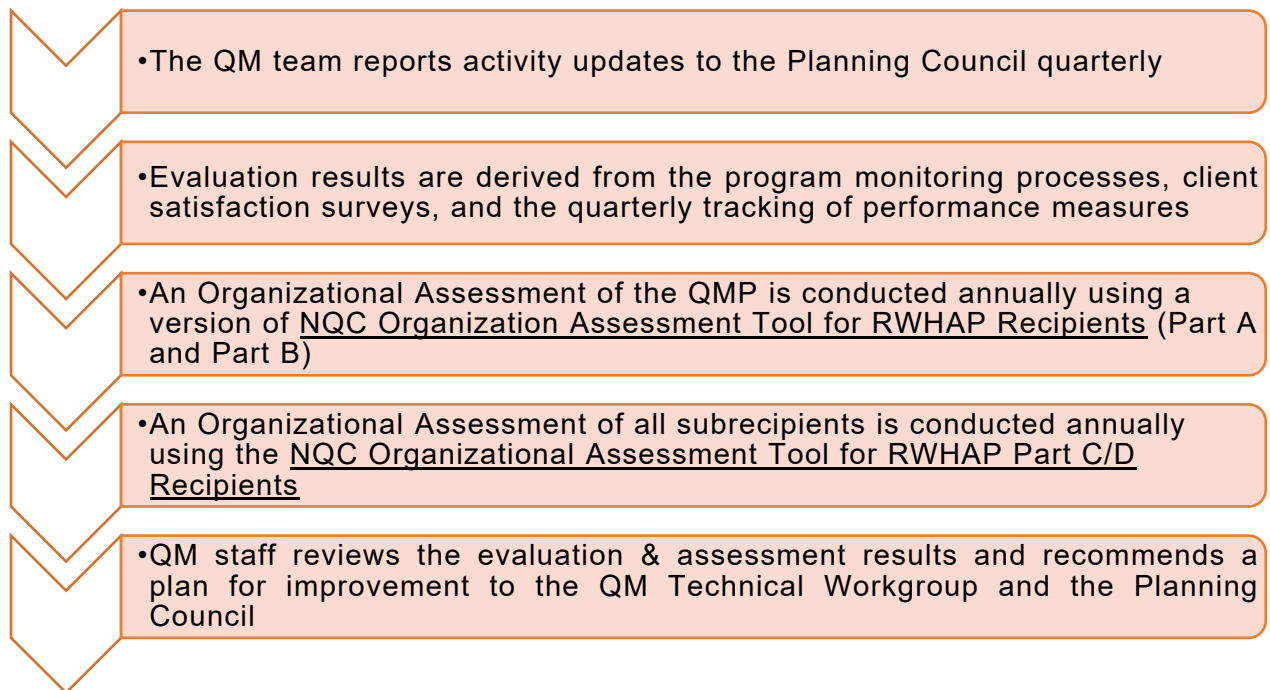 •The QM team reports activity updates to the Planning Council quarterly
•Evaluation results are derived from the program monitoring processes, client
satisfaction surveys, and the quarterly tracking of performance measures
•An Organizational Assessment of the QMP is conducted annually using a
version of NQC Organization Assessment Tool for RWHAP Recipients (Part A
and Part B)
•An Organizational Assessment of all subrecipients is conducted annually
using the NQC Organizational Assessment Tool for RWHAP Part C/D
Recipients
•QM staff reviews the evaluation & assessment results and recommends a
plan for improvement to the QM Technical Workgroup and the Planning
Council